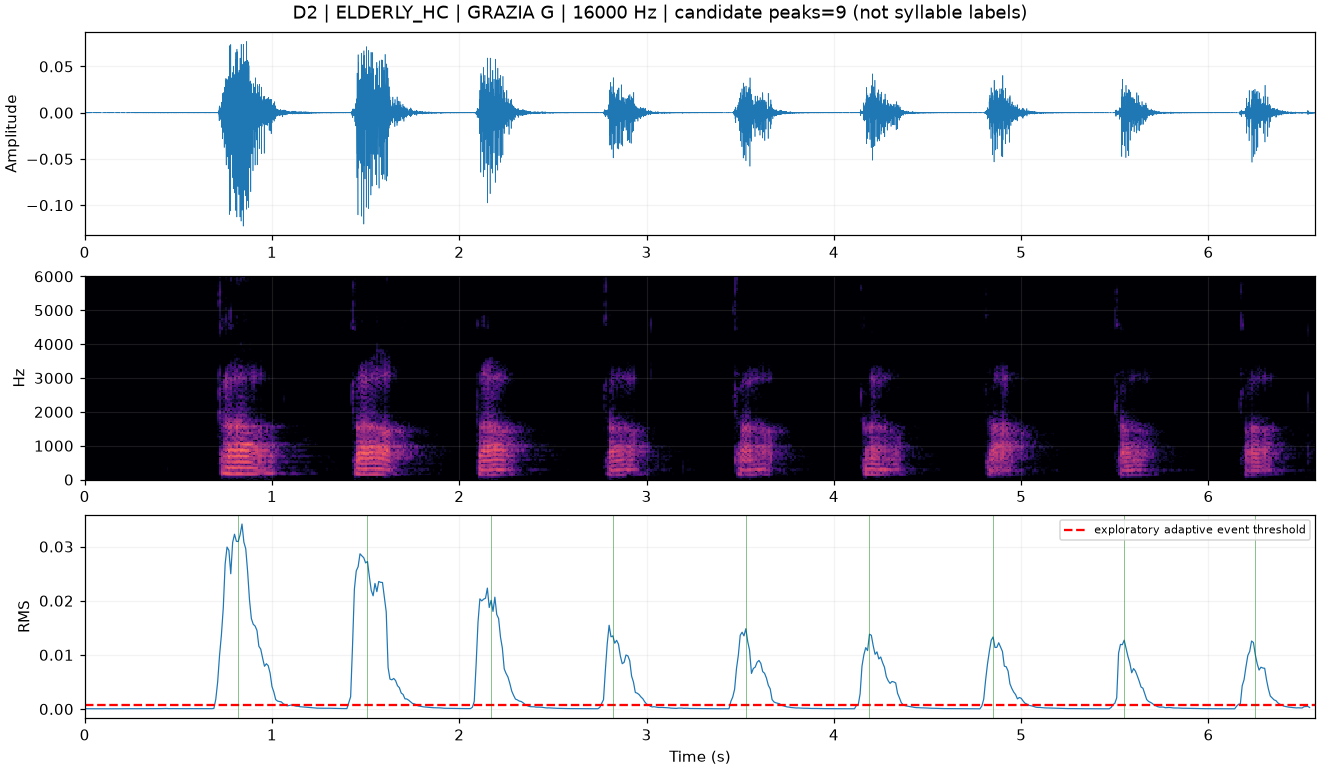 D2 | ELDERLY_HC | GRAZIA G | 16000 Hz | candidate peaks=9 (not syllable labels)
0.05
0.00
−0.05
−0.10
Amplitude
0 1 2 3 4 5 6
6000
5000
4000
3000
2000
1000
0
Hz
0 1 2 3 4 5 6
exploratory adaptive event threshold
0.03
0.02
0.01
0.00
RMS
0 1 2 3 4 5 6
Time (s)